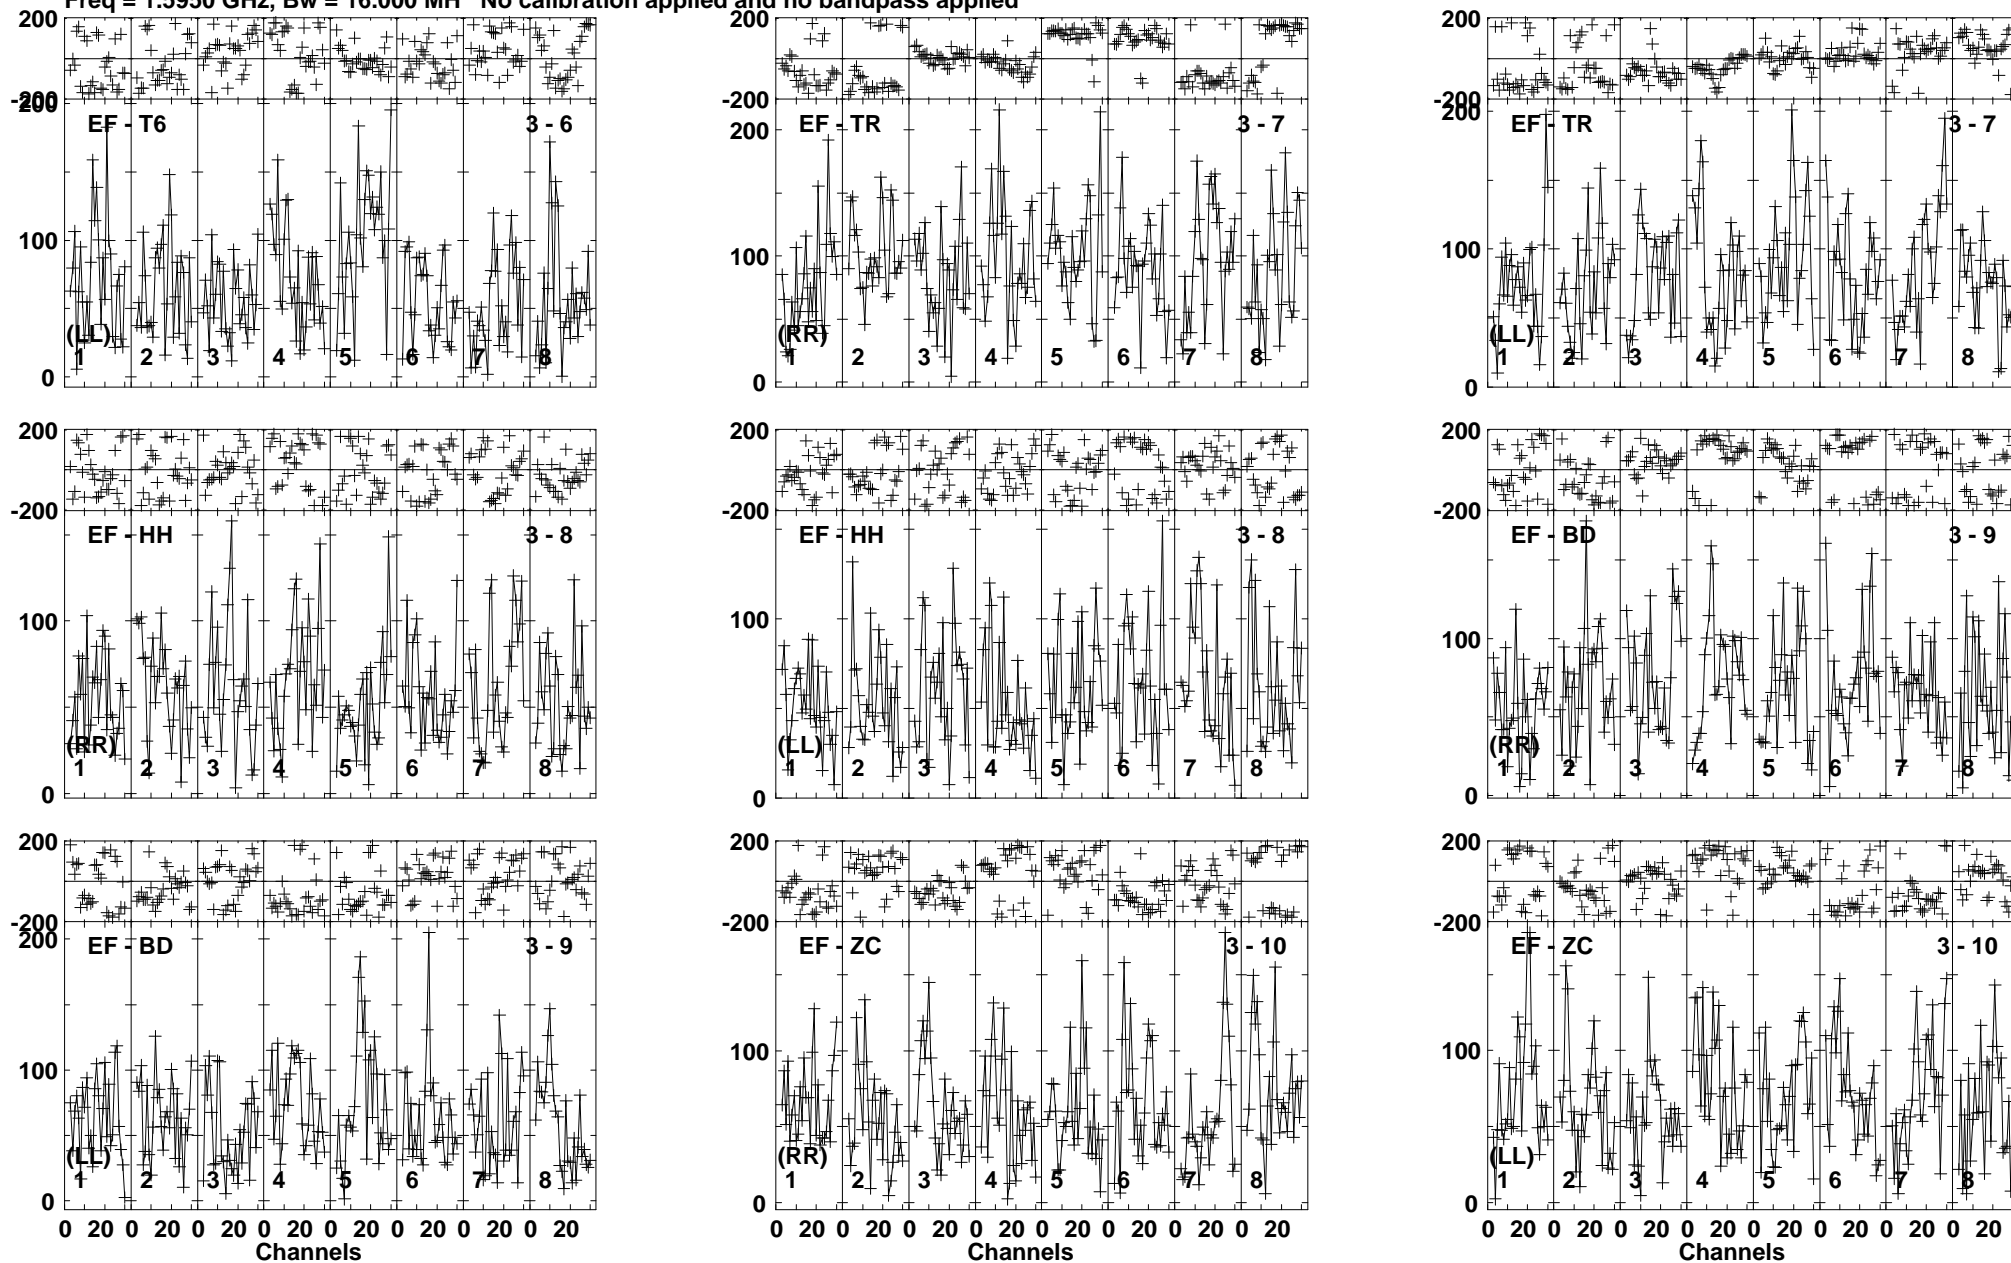 Freq = 1.5950 GHz, Bw = 16.000 MH No calibration applied and no bandpass applied
200 200 200
-200 -200 -200
200 EF - T6 3 - 6 EF - TR 3 - 7 200 EF - TR 3 - 7
200
100 100 100
(LL) (RR) (LL)
1 2 3 4 5 6 7 8 1 2 3 4 5 6 7 8 1 2 3 4 5 6 7 8
0 0 0
200 200 200
-200 -200 -200
EF - HH 3 - 8 EF - HH 3 - 8 EF - BD 3 - 9
100 100 100
(RR) (LL) (RR)
1 2 3 4 5 6 7 8 1 2 3 4 5 6 7 8 1 2 3 4 5 6 7 8
0 0 0
200 200 200
-200 -200 -200
200 EF - BD 3 - 9 EF - ZC 3 - 10 EF - ZC 3 - 10
100 100 100
(LL) (RR) (LL)
1 2 3 4 5 6 7 8 1 2 3 4 5 6 7 8 1 2 3 4 5 6 7 8
0 0 0
0 20 0 20 0 20 0 20 0 20 0 20 0 20 0 20 0 20 0 20 0 20 0 20 0 20 0 20 0 20 0 20 0 20 0 20 0 20 0 20 0 20 0 20 0 20 0 20
Channels Channels Channels